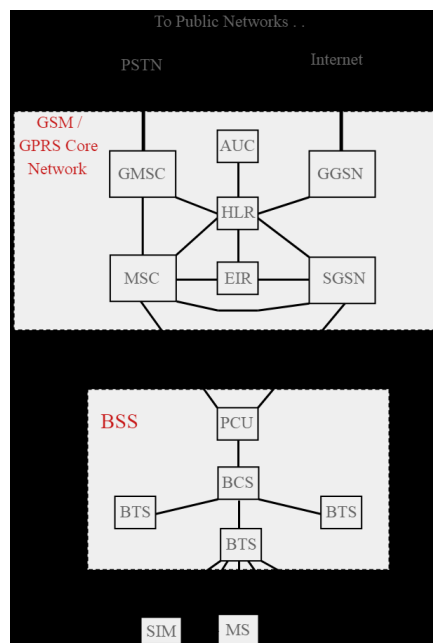 To Public Networks . .
PSTN
Internet
GSM /
GPRS Core
Network
AUC
GMSC
GGSN
HLR
MSC
EIR
SGSN
BSS
PCU
BCS
BTS
BTS
BTS
SIM
MS